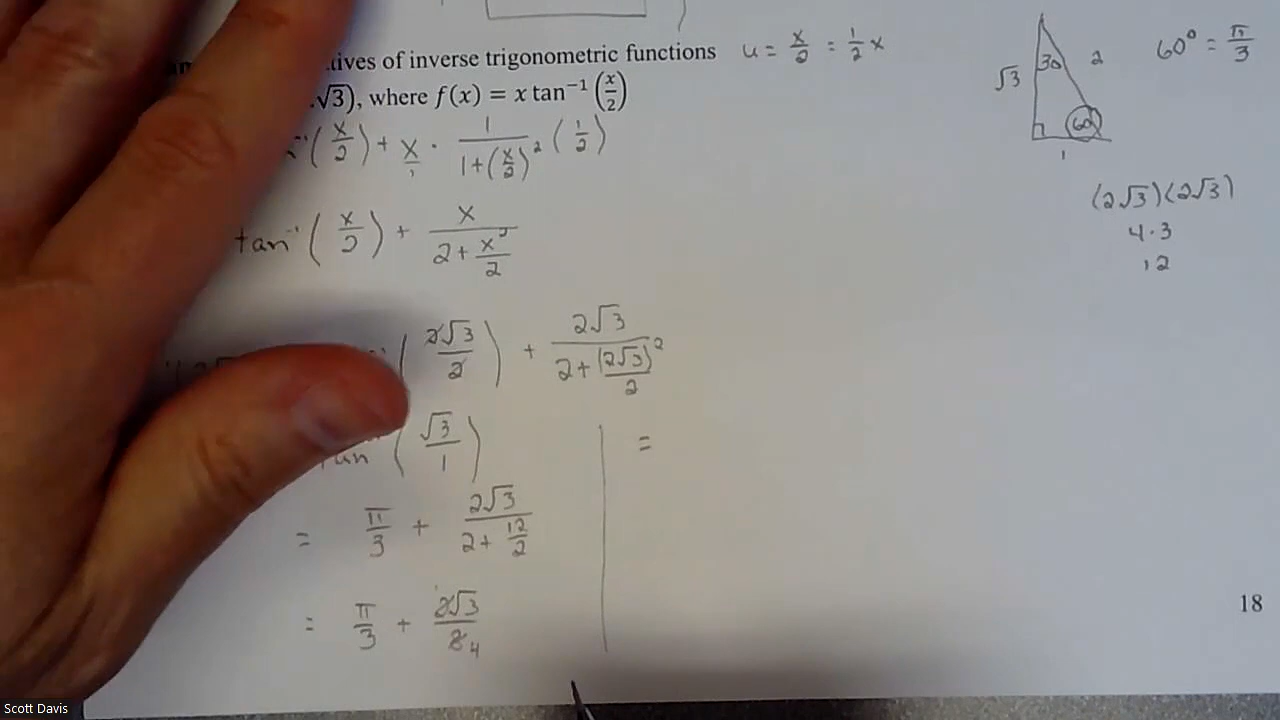 tives of inverse trigonometric functions u = x/2 = 1/2 x
√3), where f(x) = x tan⁻¹ (x/2)
(x/2) + x/1 · 1/(1+(x/2)²) (1/2)
tan⁻¹ (x/2) + x/(2 + x²/2)
(2√3/2) + 2√3/(2 + (2√3)²/2)
(√3/1)
=
= π/3 + 2√3/(2 + 12/2)
= π/3 + 2√3/8 4
√3 30 2 60° = π/3
60
1
(2√3)(2√3)
4·3
12
18
Scott Davis